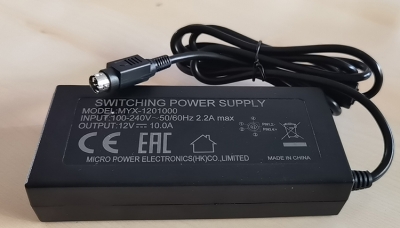 SWITCHING POWER SUPPLY
MODEL:MYX-1201000
INPUT:100-240V~50/60Hz 2.2A max
OUTPUT:12V⎓10.0A
CE EAC
MICRO POWER ELECTRONICS(HK)CO.,LIMITED
MADE IN CHINA